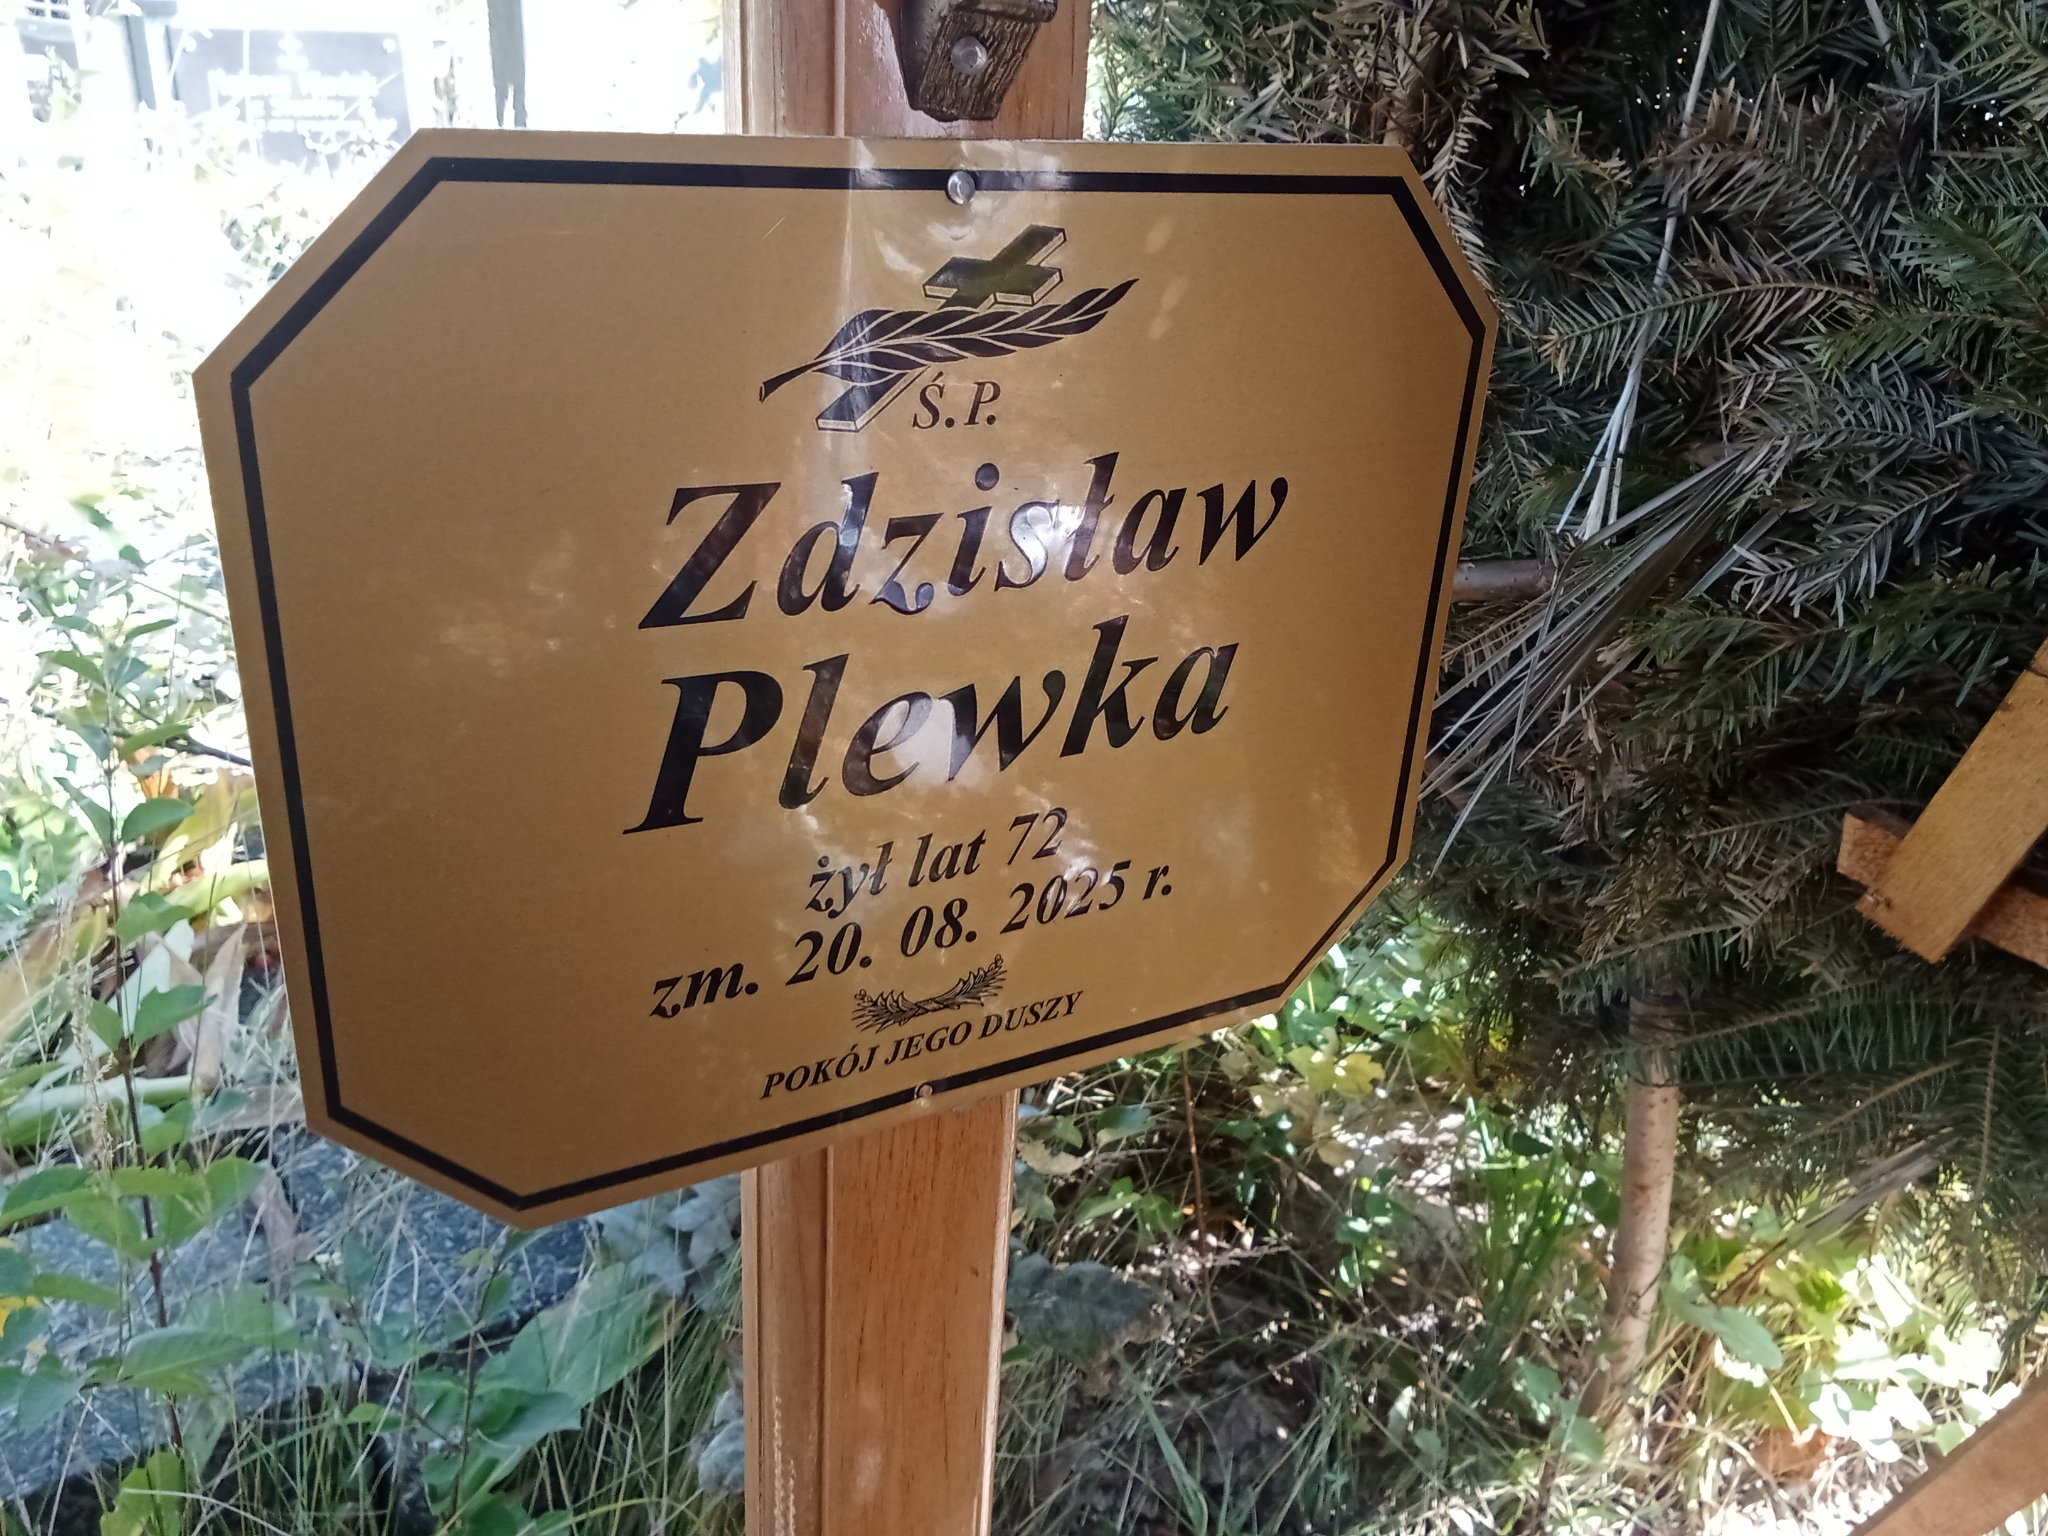 Ś. P.
Zdzisław
Plewka
żył lat 72
zm. 20. 08. 2025 r.
POKÓJ JEGO DUSZY